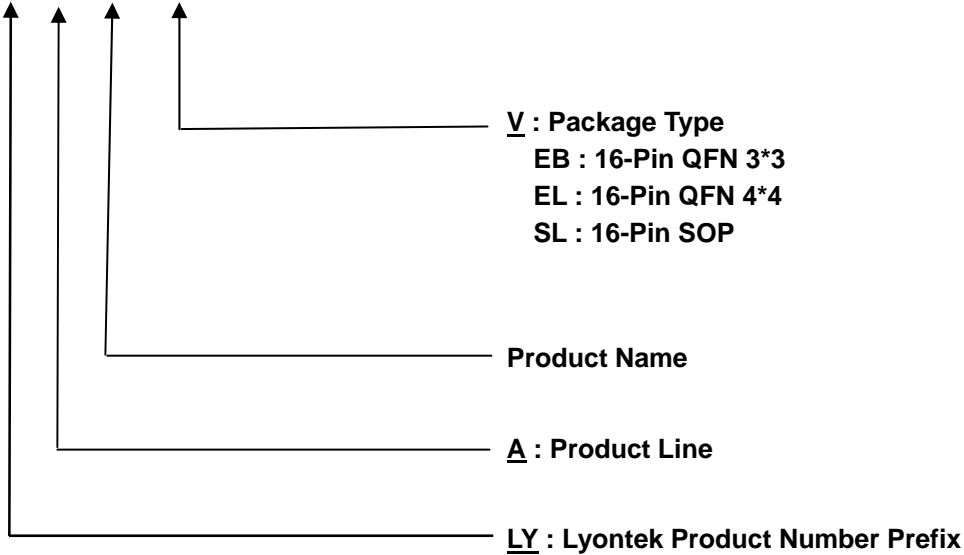 V : Package Type
EB : 16-Pin QFN 3*3
EL : 16-Pin QFN 4*4
SL : 16-Pin SOP
Product Name
A : Product Line
LY : Lyontek Product Number Prefix